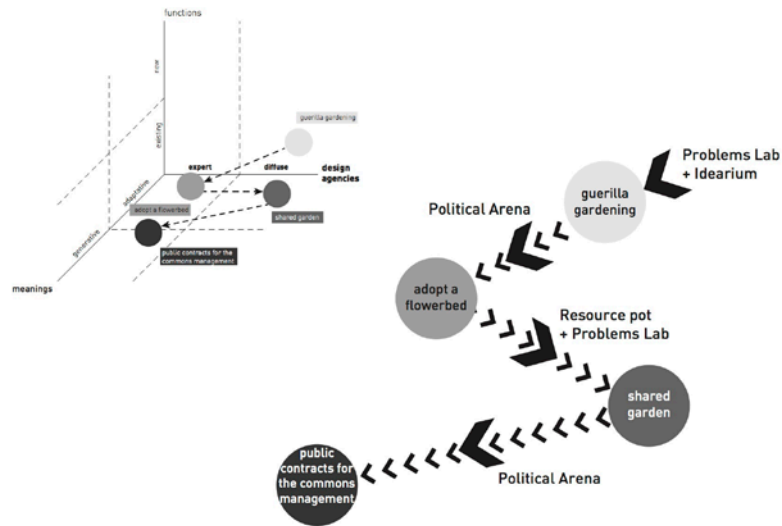 functions
new
existing
guerilla gardening
expert
diffuse
design
agencies
adaptative
adopt a flowerbed
shared garden
generative
public contracts for the
commons management
meanings
Problems Lab
+ Idearium
guerilla
gardening
Political Arena
adopt a
flowerbed
Resource pot
+ Problems Lab
shared
garden
public
contracts for
the commons
management
Political Arena